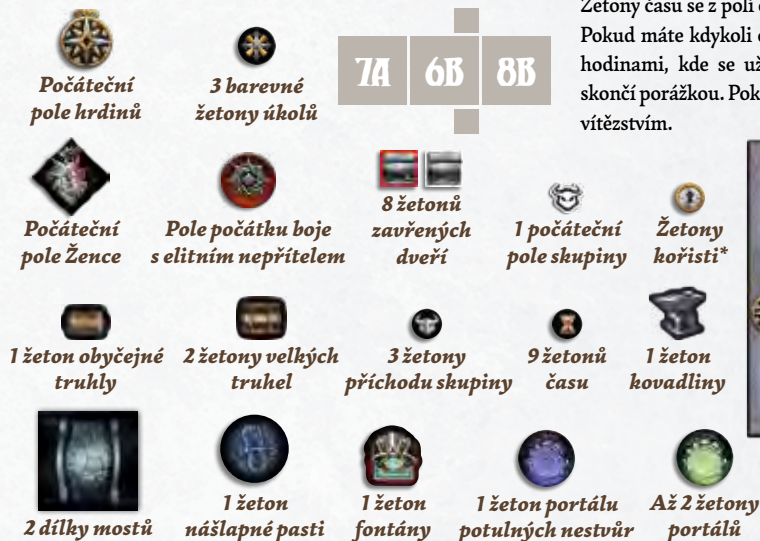 Žetony času se z polí
Pokud máte kdykoli
hodinami, kde se
skončí porážkou. Pok
vítězstvím.
Počáteční
pole hrdinů
3 barevné
žetony úkolů
7A 6B 8B
Počáteční
pole Žence
Pole počátku boje
s elitním nepřítelem
8 žetonů
zavřených
dveří
1 počáteční
pole skupiny
Žetony
kořisti*
1 žeton obyčejné
truhly
2 žetony velkých
truhel
3 žetony
příchodu skupiny
9 žetonů
času
1 žeton
kovadliny
2 dílky mostů
1 žeton
nášlapné pasti
1 žeton
fontány
1 žeton portálu
potulných nestvůr
Až 2 žetony
portálů